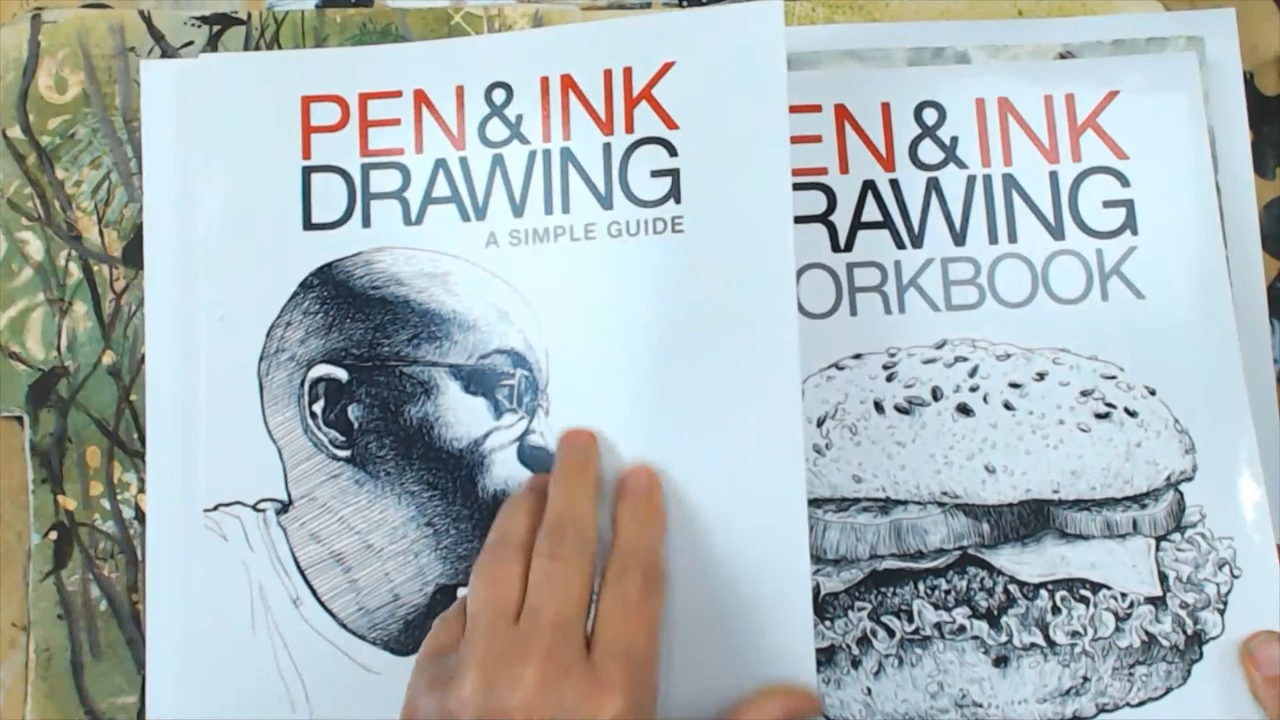 PEN & INK
DRAWING
A SIMPLE GUIDE
EN & INK
RAWING
ORKBOOK